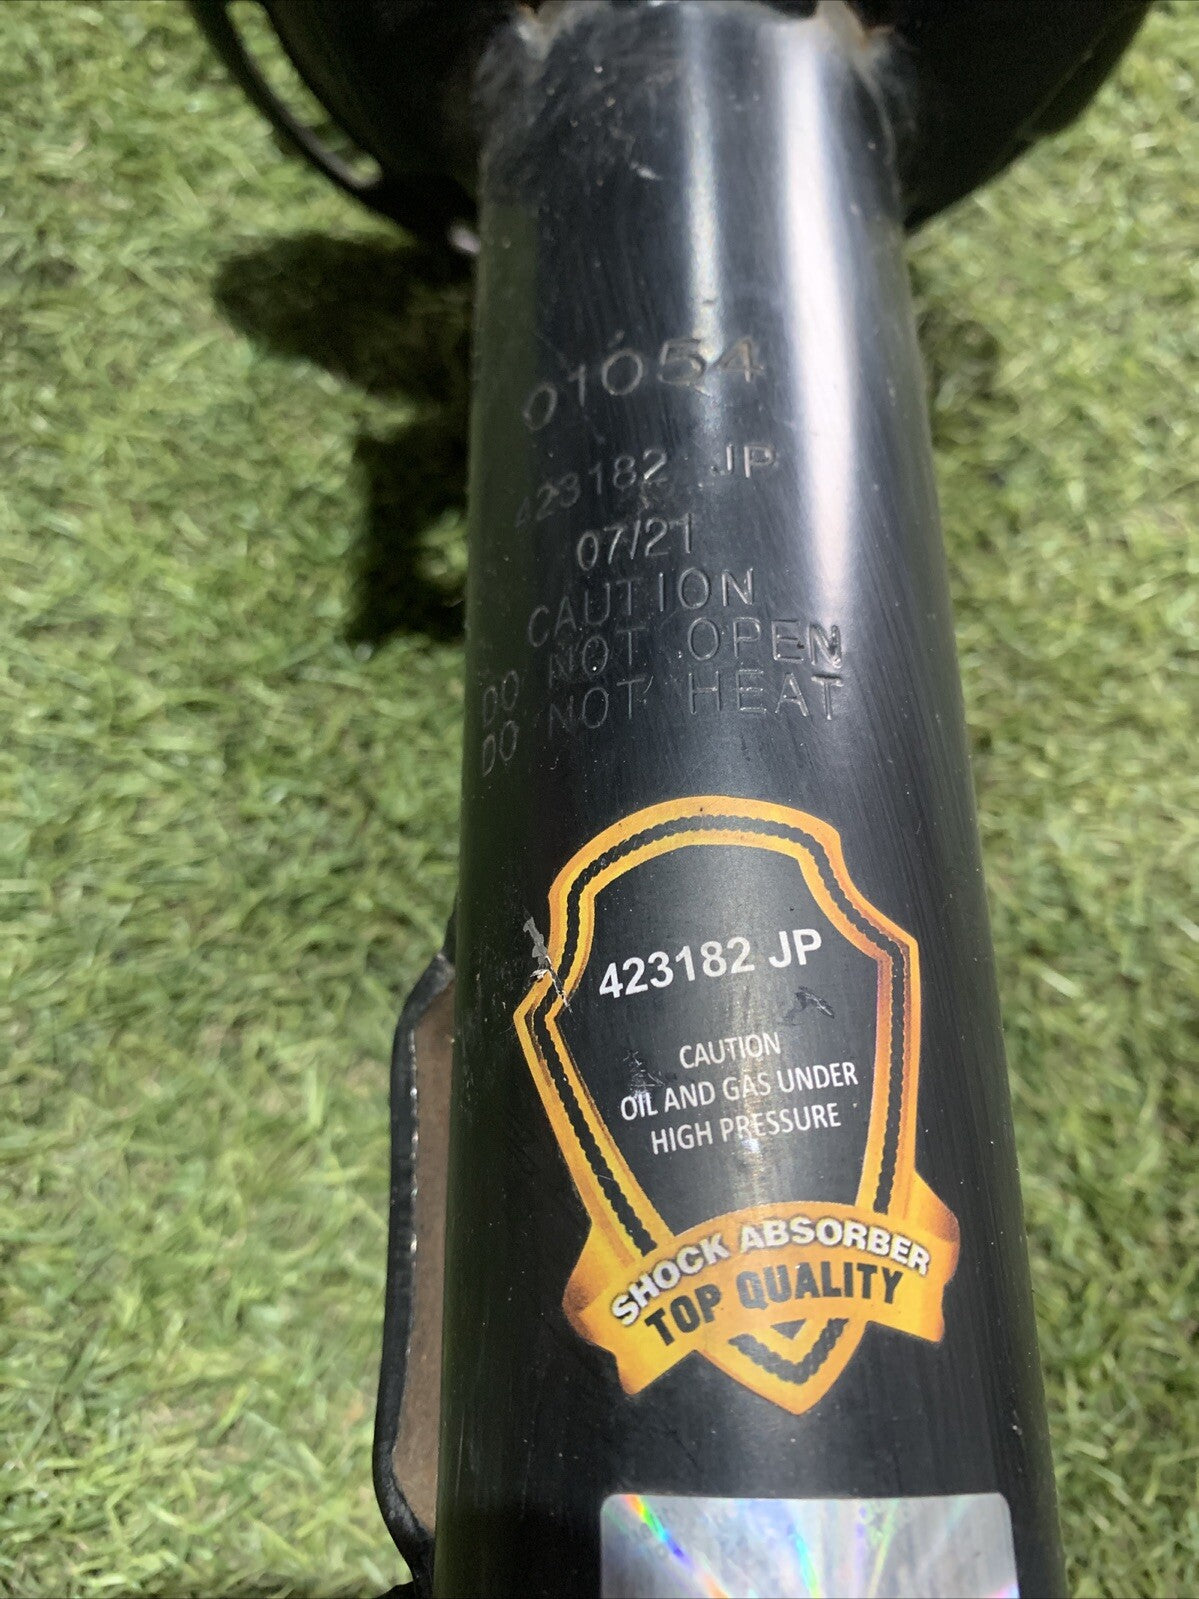 01054
423182 JP
07/21
CAUTION
DO NOT OPEN
DO NOT HEAT
423182 JP
CAUTION
OIL AND GAS UNDER
HIGH PRESSURE
SHOCK ABSORBER
TOP QUALITY